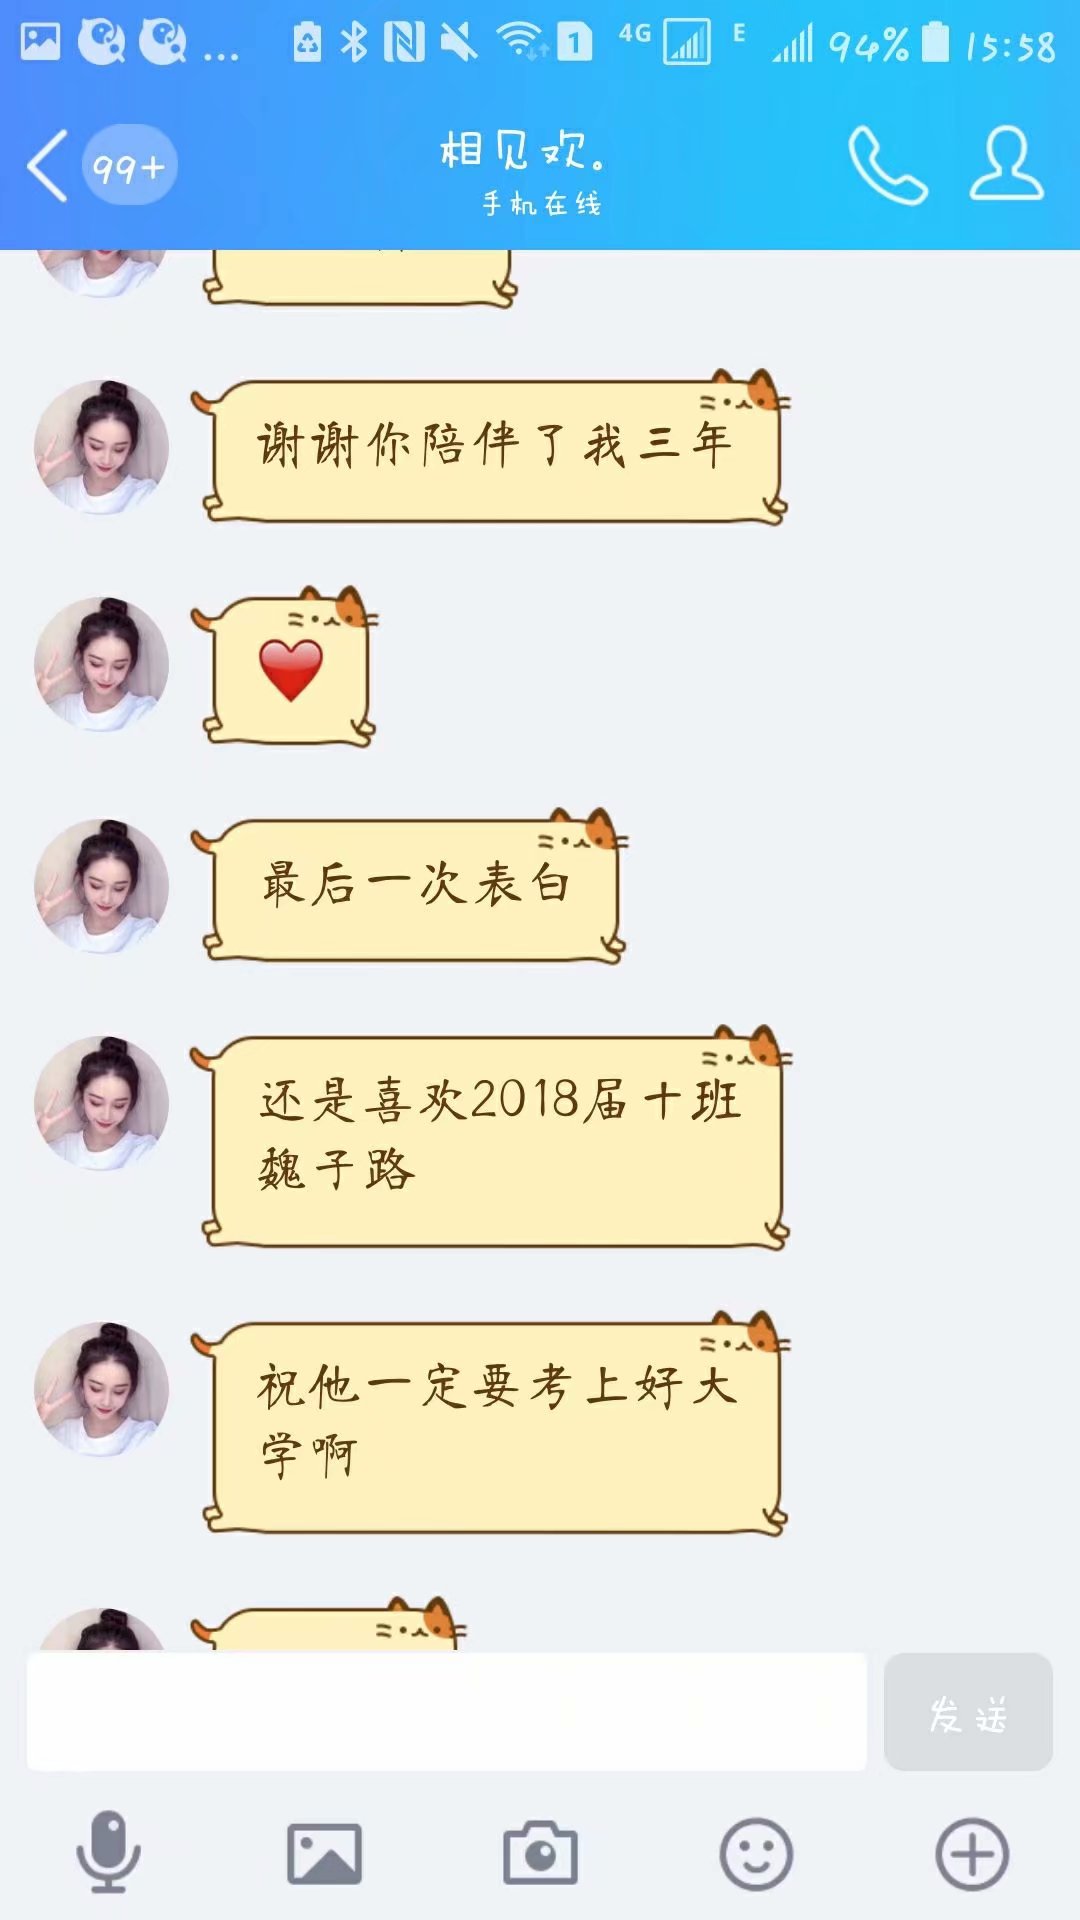 ... 1 4G E 94% 15:58
99+
相见欢。
手机在线
谢谢你陪伴了我三年
最后一次表白
还是喜欢2018届十班
魏子路
祝他一定要考上好大
学啊
发送